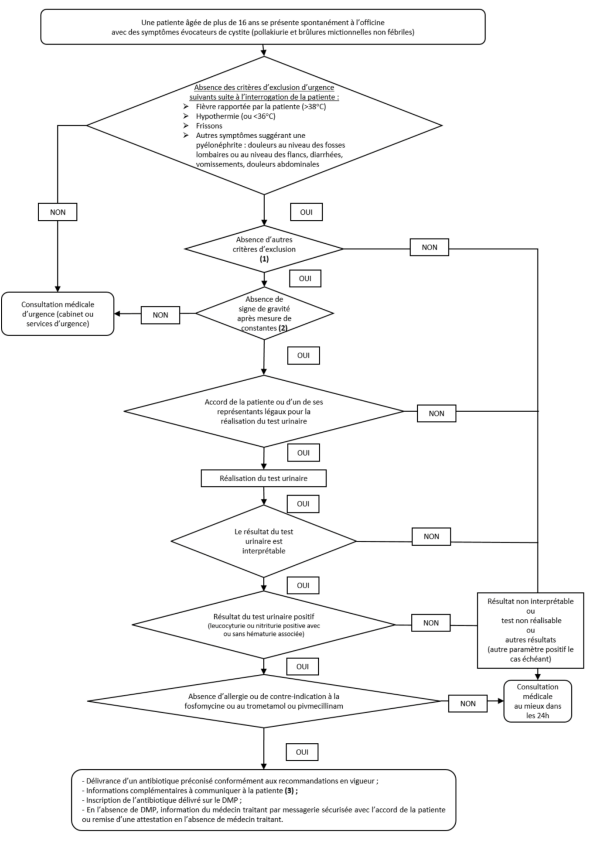 Une patiente âgée de plus de 16 ans se présente spontanément à l'officine
avec des symptômes évocateurs de cystite (pollakiurie et brûlures mictionnelles non fébriles)
Absence des critères d'exclusion d'urgence
suivants suite à l'interrogation de la patiente :
➢ Fièvre rapportée par la patiente (>38°C)
➢ Hypothermie (ou <36°C)
➢ Frissons
➢ Autres symptômes suggérant une
pyélonéphrite : douleurs au niveau des fosses
lombaires ou au niveau des flancs, diarrhées,
vomissements, douleurs abdominales
NON
OUI
Absence d'autres
critères d'exclusion
(1)
NON
OUI
Consultation médicale
d'urgence (cabinet ou
services d'urgence)
NON
Absence de
signe de gravité
après mesure de
constantes (2)
OUI
Accord de la patiente ou d'un de ses
représentants légaux pour la
réalisation du test urinaire
NON
OUI
Réalisation du test urinaire
OUI
Le résultat du test
urinaire est
interprétable
NON
OUI
Résultat du test urinaire positif
(leucocyturie ou nitriturie positive avec
ou sans hématurie associée)
NON
Résultat non interprétable
ou
test non réalisable
ou
autres résultats
(autre paramètre positif le
cas échéant)
OUI
Absence d'allergie ou de contre-indication à la
fosfomycine ou au trometamol ou pivmecillinam
NON
Consultation
médicale
au mieux dans
les 24h
OUI
- Délivrance d'un antibiotique préconisé conformément aux recommandations en vigueur ;
- Informations complémentaires à communiquer à la patiente (3) ;
- Inscription de l'antibiotique délivré sur le DMP ;
- En l'absence de DMP, information du médecin traitant par messagerie sécurisée avec l'accord de la patiente
ou remise d'une attestation en l'absence de médecin traitant.